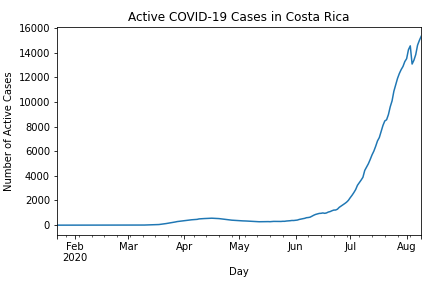 Active COVID-19 Cases in Costa Rica
Number of Active Cases
16000
14000
12000
10000
8000
6000
4000
2000
0
Feb Mar Apr May Jun Jul Aug
2020
Day